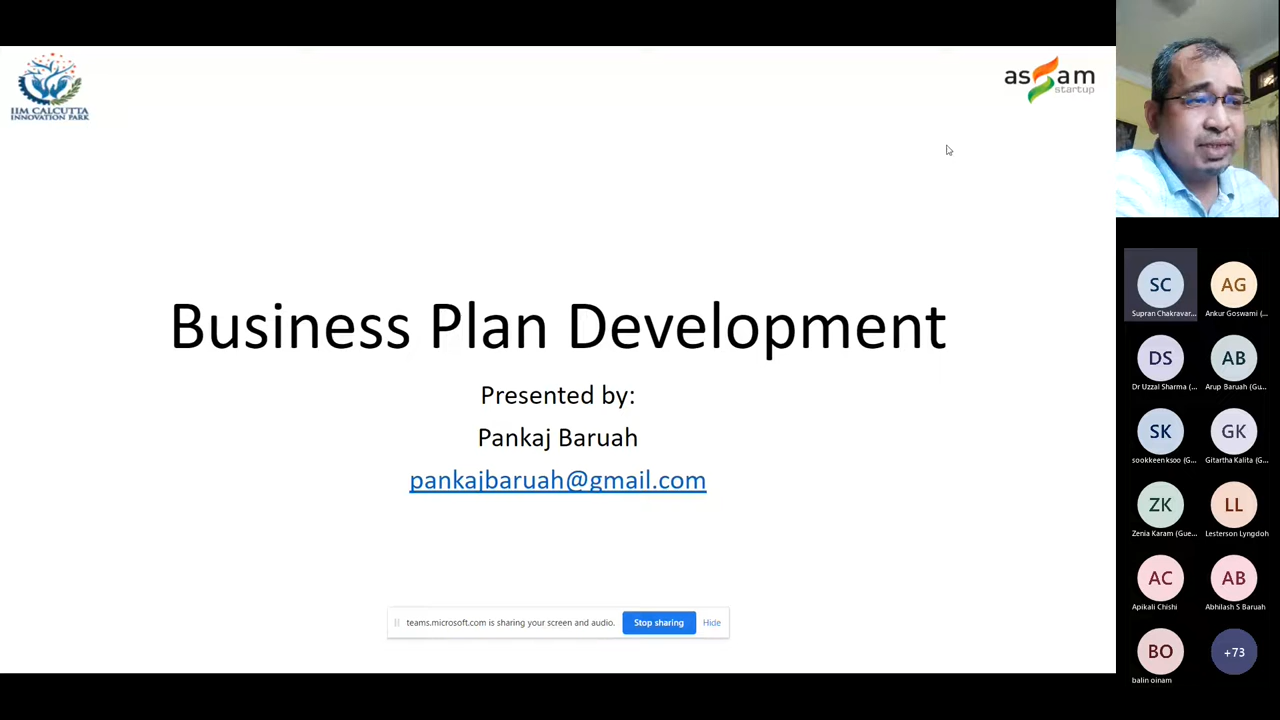 IIM CALCUTTA
INNOVATION PARK
assam
startup
Business Plan Development
Presented by:
Pankaj Baruah
pankajbaruah@gmail.com
teams.microsoft.com is sharing your screen and audio.
Stop sharing
Hide
SC
AG
Supran Chakravar...
Ankur Goswami (...
DS
AB
Dr Uzzal Sharma (...
Arup Baruah (Gu...
SK
GK
sookkeenksoo (G...
Gitartha Kalita (G...
ZK
LL
Zenia Karam (Gue...
Lesterson Lyngdoh
AC
AB
Apikali Chishi
Abhilash S Baruah
BO
+73
balin oinam